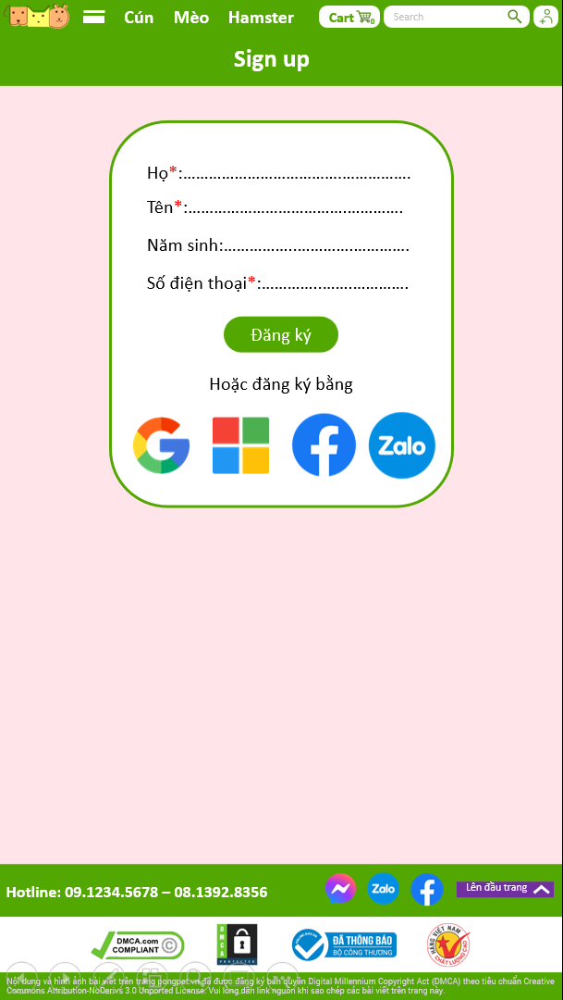 Cún Mèo Hamster Cart 0 Search
Sign up
Họ*:...................................................
Tên*:................................................
Năm sinh:..........................................
Số điện thoại*:.................................
Đăng ký
Hoặc đăng ký bằng
Zalo
Hotline: 09.1234.5678 – 08.1392.8356
Zalo
Lên đầu trang
DMCA.com
COMPLIANT ©
DMCA
PROTECTED
ĐÃ THÔNG BÁO
BỘ CÔNG THƯƠNG
HÀNG VIỆT NAM
CHẤT LƯỢNG CAO
Nội dung và hình ảnh bài viết trên trang pongpet.vn đã được đăng ký bản quyền Digital Millennium Copyright Act (DMCA) theo tiêu chuẩn Creative
Commons Attribution-NoDerivs 3.0 Unported License. Vui lòng dẫn link nguồn khi sao chép các bài viết trên trang này.